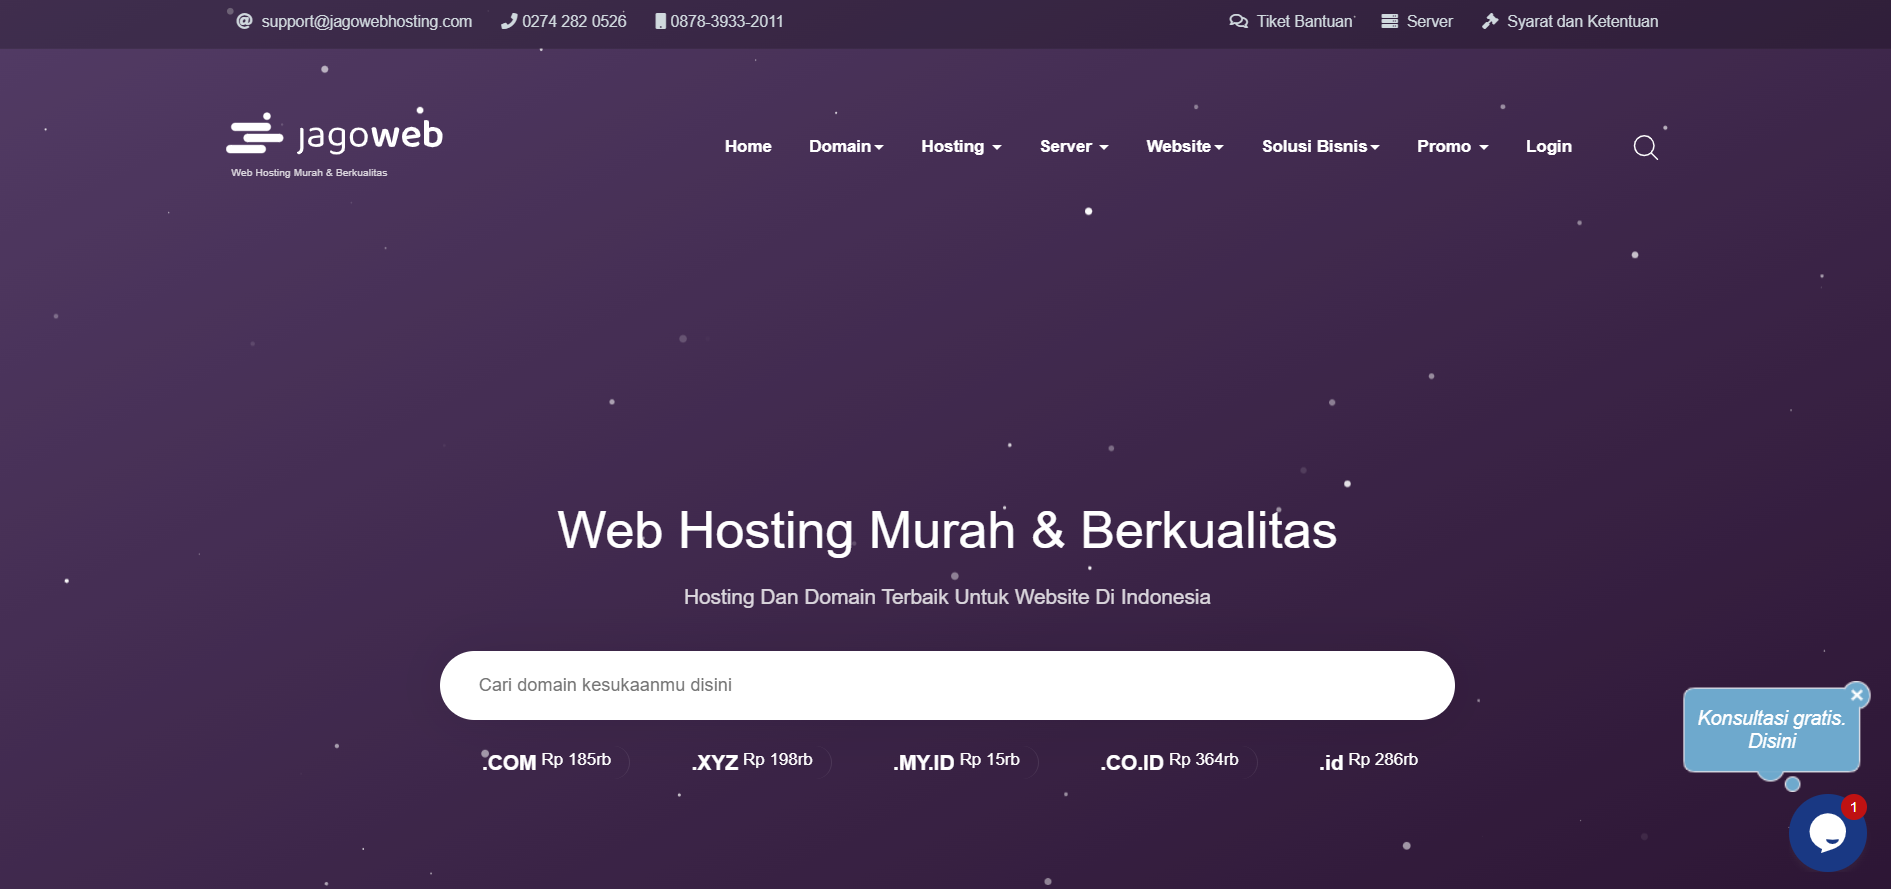 support@jagowebhosting.com 0274 282 0526 0878-3933-2011 Tiket Bantuan Server Syarat dan Ketentuan
jagoweb
Web Hosting Murah & Berkualitas
Home Domain Hosting Server Website Solusi Bisnis Promo Login
Web Hosting Murah & Berkualitas
Hosting Dan Domain Terbaik Untuk Website Di Indonesia
Cari domain kesukaanmu disini
.COM Rp 185rb .XYZ Rp 198rb .MY.ID Rp 15rb .CO.ID Rp 364rb .id Rp 286rb
Konsultasi gratis.
Disini
1